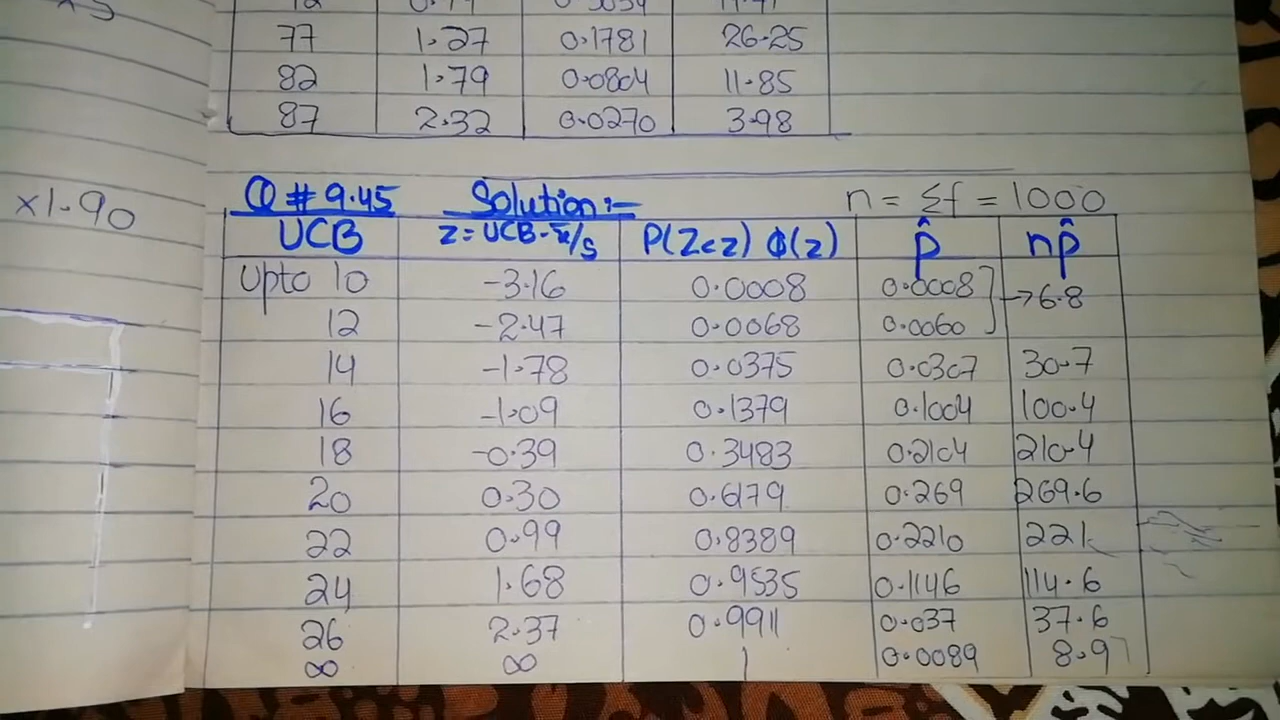 77 1.27 0.1781 26.25
82 1.79 0.0804 11.85
87 2.32 0.0270 3.98
×1.90
Q # 9.45 Solution:- n = Σf = 1000
UCB Z = UCB-x̄/s P(Z<z) Φ(z) p̂ np̂
Upto 10 -3.16 0.0008 0.0008 →6.8
12 -2.47 0.0068 0.0060
14 -1.78 0.0375 0.0307 30.7
16 -1.09 0.1379 0.1004 100.4
18 -0.39 0.3483 0.2104 210.4
20 0.30 0.6179 0.269 269.6
22 0.99 0.8389 0.2210 221
24 1.68 0.9535 0.1146 114.6
26 2.37 0.9911 0.037 37.6
∞ ∞ 1 0.0089 8.9